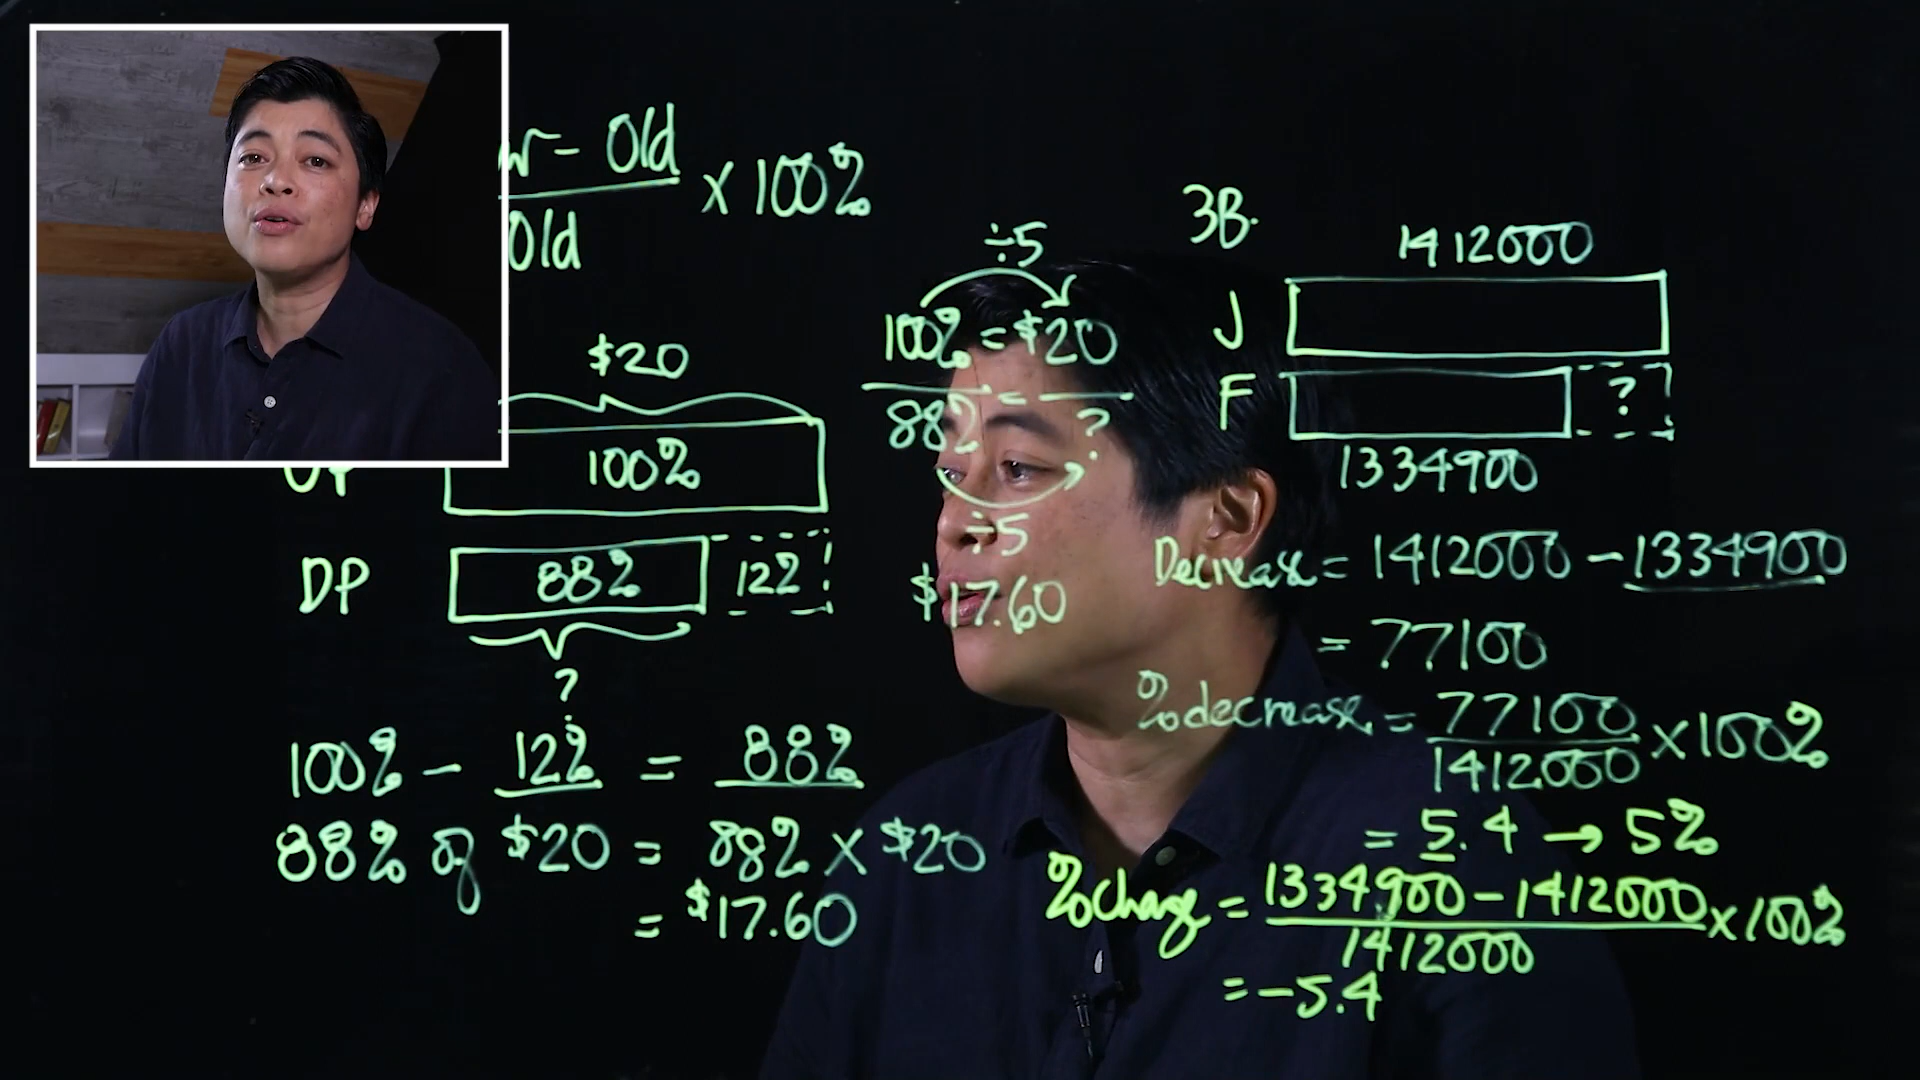 - Old
Old
x 100%
$20
100%
DP
88%
12%
?
100% - 12% = 88%
88% of $20 = 88% x $20
= $17.60
÷5
100% = $20
88% = ?
÷5
$17.60
3B.
1412000
J
F
?
1334900
Decrease = 1412000 - 1334900
= 77100
% decrease = 77100 / 1412000 x 100%
= 5.4 → 5%
% Change = 1334900 - 1412000 / 1412000 x 100%
= -5.4